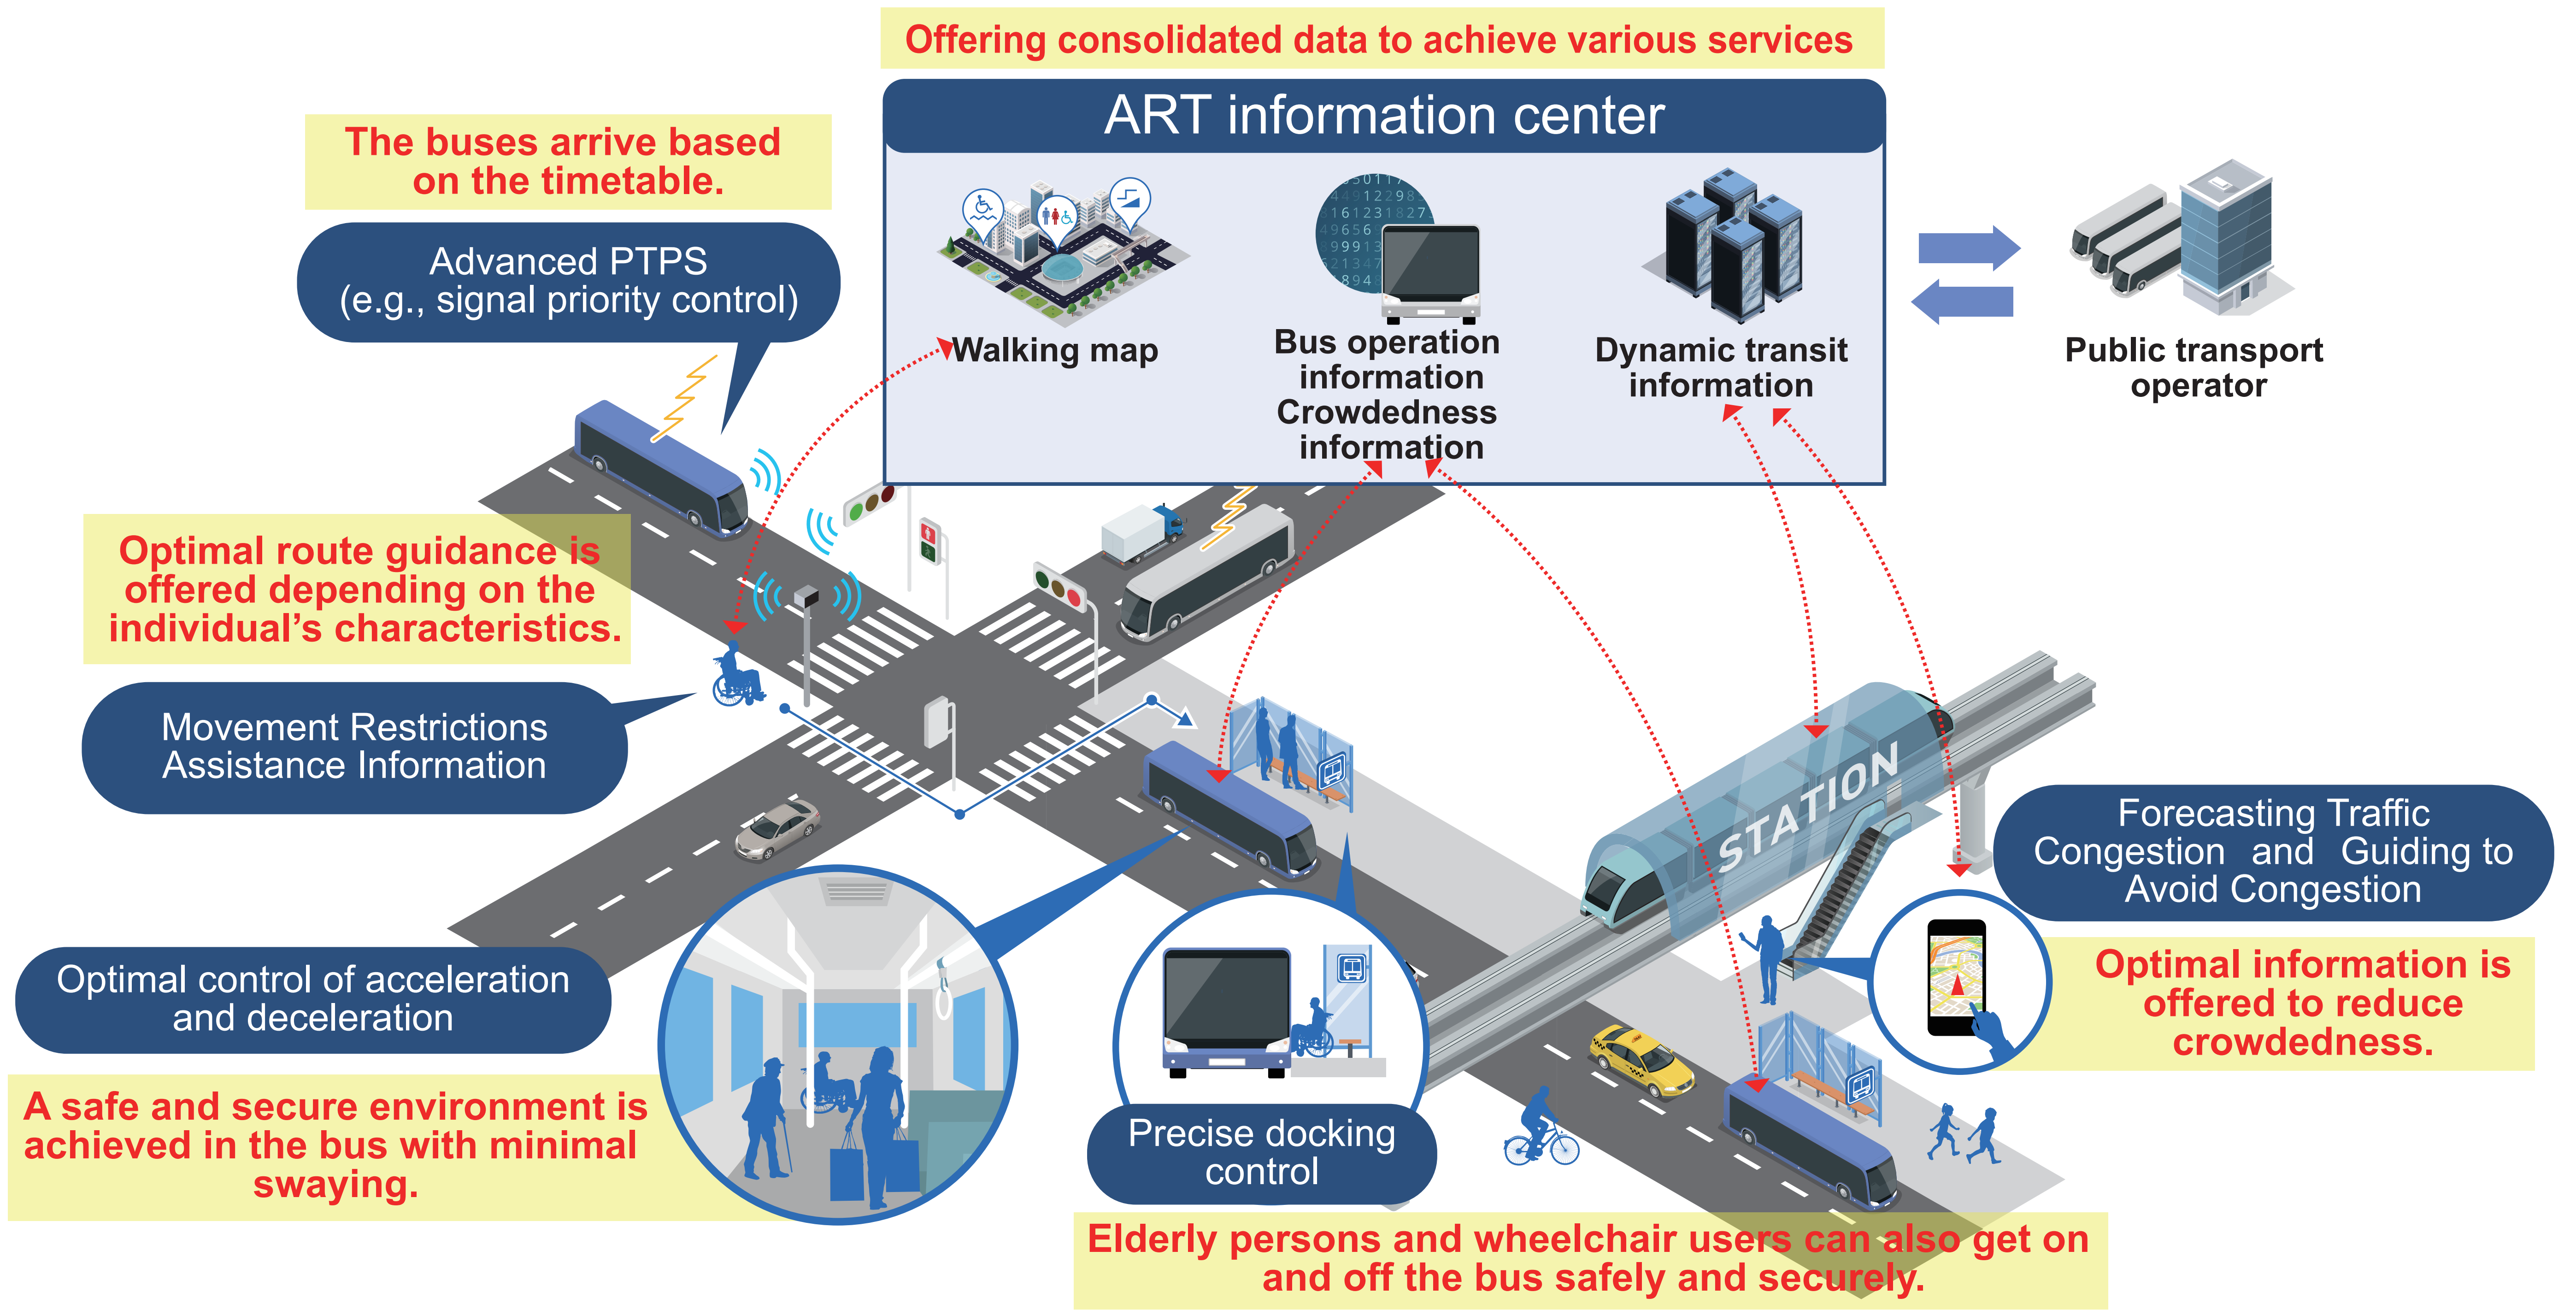 Offering consolidated data to achieve various services
ART information center
The buses arrive based
on the timetable.
Advanced PTPS
(e.g., signal priority control)
Walking map
Bus operation
information
Crowdedness
information
Dynamic transit
information
Public transport
operator
Optimal route guidance is
offered depending on the
individual's characteristics.
Movement Restrictions
Assistance Information
STATION
Forecasting Traffic
Congestion and Guiding to
Avoid Congestion
Optimal information is
offered to reduce
crowdedness.
Optimal control of acceleration
and deceleration
A safe and secure environment is
achieved in the bus with minimal
swaying.
Precise docking
control
Elderly persons and wheelchair users can also get on
and off the bus safely and securely.